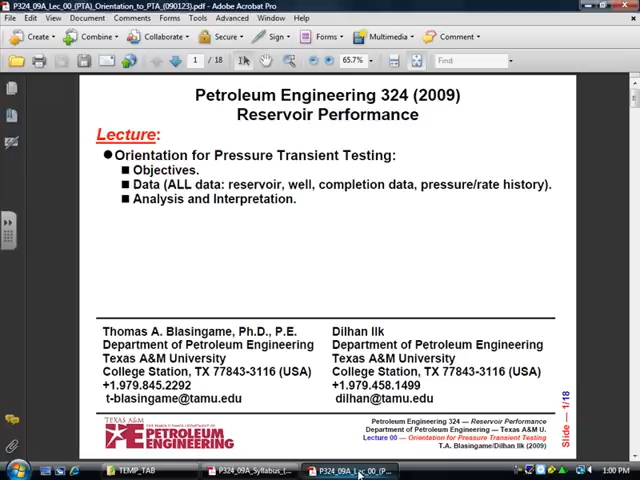 P324_09A_Lec_00_(PTA)_Orientation_to_PTA_(090123).pdf - Adobe Acrobat Pro
File Edit View Document Comments Forms Tools Advanced Window Help
Create Combine Collaborate Secure Sign Forms Multimedia Comment
1 / 18 65.7% Find
Petroleum Engineering 324 (2009)
Reservoir Performance
Lecture:
Orientation for Pressure Transient Testing:
Objectives.
Data (ALL data: reservoir, well, completion data, pressure/rate history).
Analysis and Interpretation.
Thomas A. Blasingame, Ph.D., P.E.
Department of Petroleum Engineering
Texas A&M University
College Station, TX 77843-3116 (USA)
+1.979.845.2292
t-blasingame@tamu.edu
Dilhan Ilk
Department of Petroleum Engineering
Texas A&M University
College Station, TX 77843-3116 (USA)
+1.979.458.1499
dilhan@tamu.edu
TEXAS A&M
PETROLEUM
ENGINEERING
Petroleum Engineering 324 — Reservoir Performance
Department of Petroleum Engineering — Texas A&M U.
Lecture 00 — Orientation for Pressure Transient Testing
T.A. Blasingame/Dilhan Ilk (2009)
Slide — 1/18
TEMP_TAB P324_09A_Syllabus_(... P324_09A_Lec_00_(P... 1:00 PM